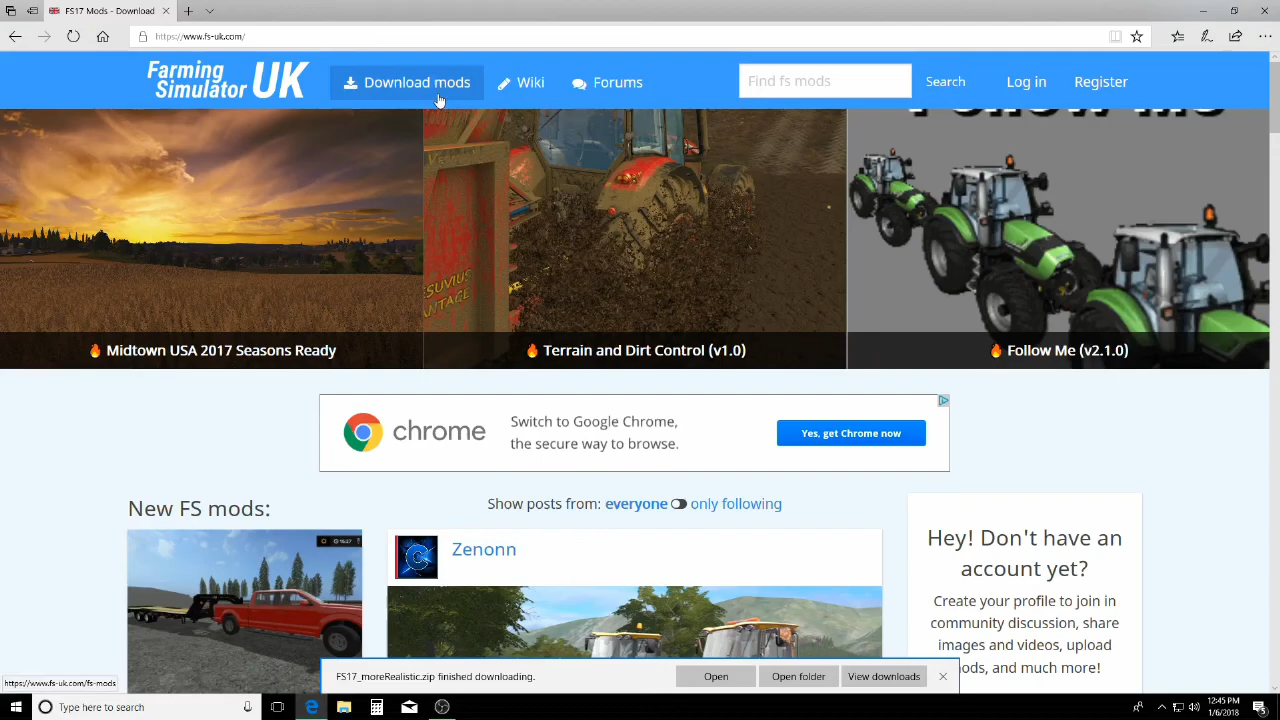 FS17 Mods - Download
https://www.fs-uk.com/
Farming
Simulator UK
Download mods
Wiki
Forums
Find fs mods
Search
Log in
Register
Midtown USA 2017 Seasons Ready
Terrain and Dirt Control (v1.0)
Follow Me (v2.1.0)
chrome
Switch to Google Chrome,
the secure way to browse.
Yes, get Chrome now
New FS mods:
Show posts from: everyone only following
Zenonn
Hey! Don't have an
account yet?
Create your profile to join in
community discussion, share
images and videos, upload
mods, and much more!
FS17_moreRealistic.zip finished downloading.
Open
Open folder
View downloads
https://www.fs-uk.com/fs-mods
Type here to search
12:45 PM
1/6/2018